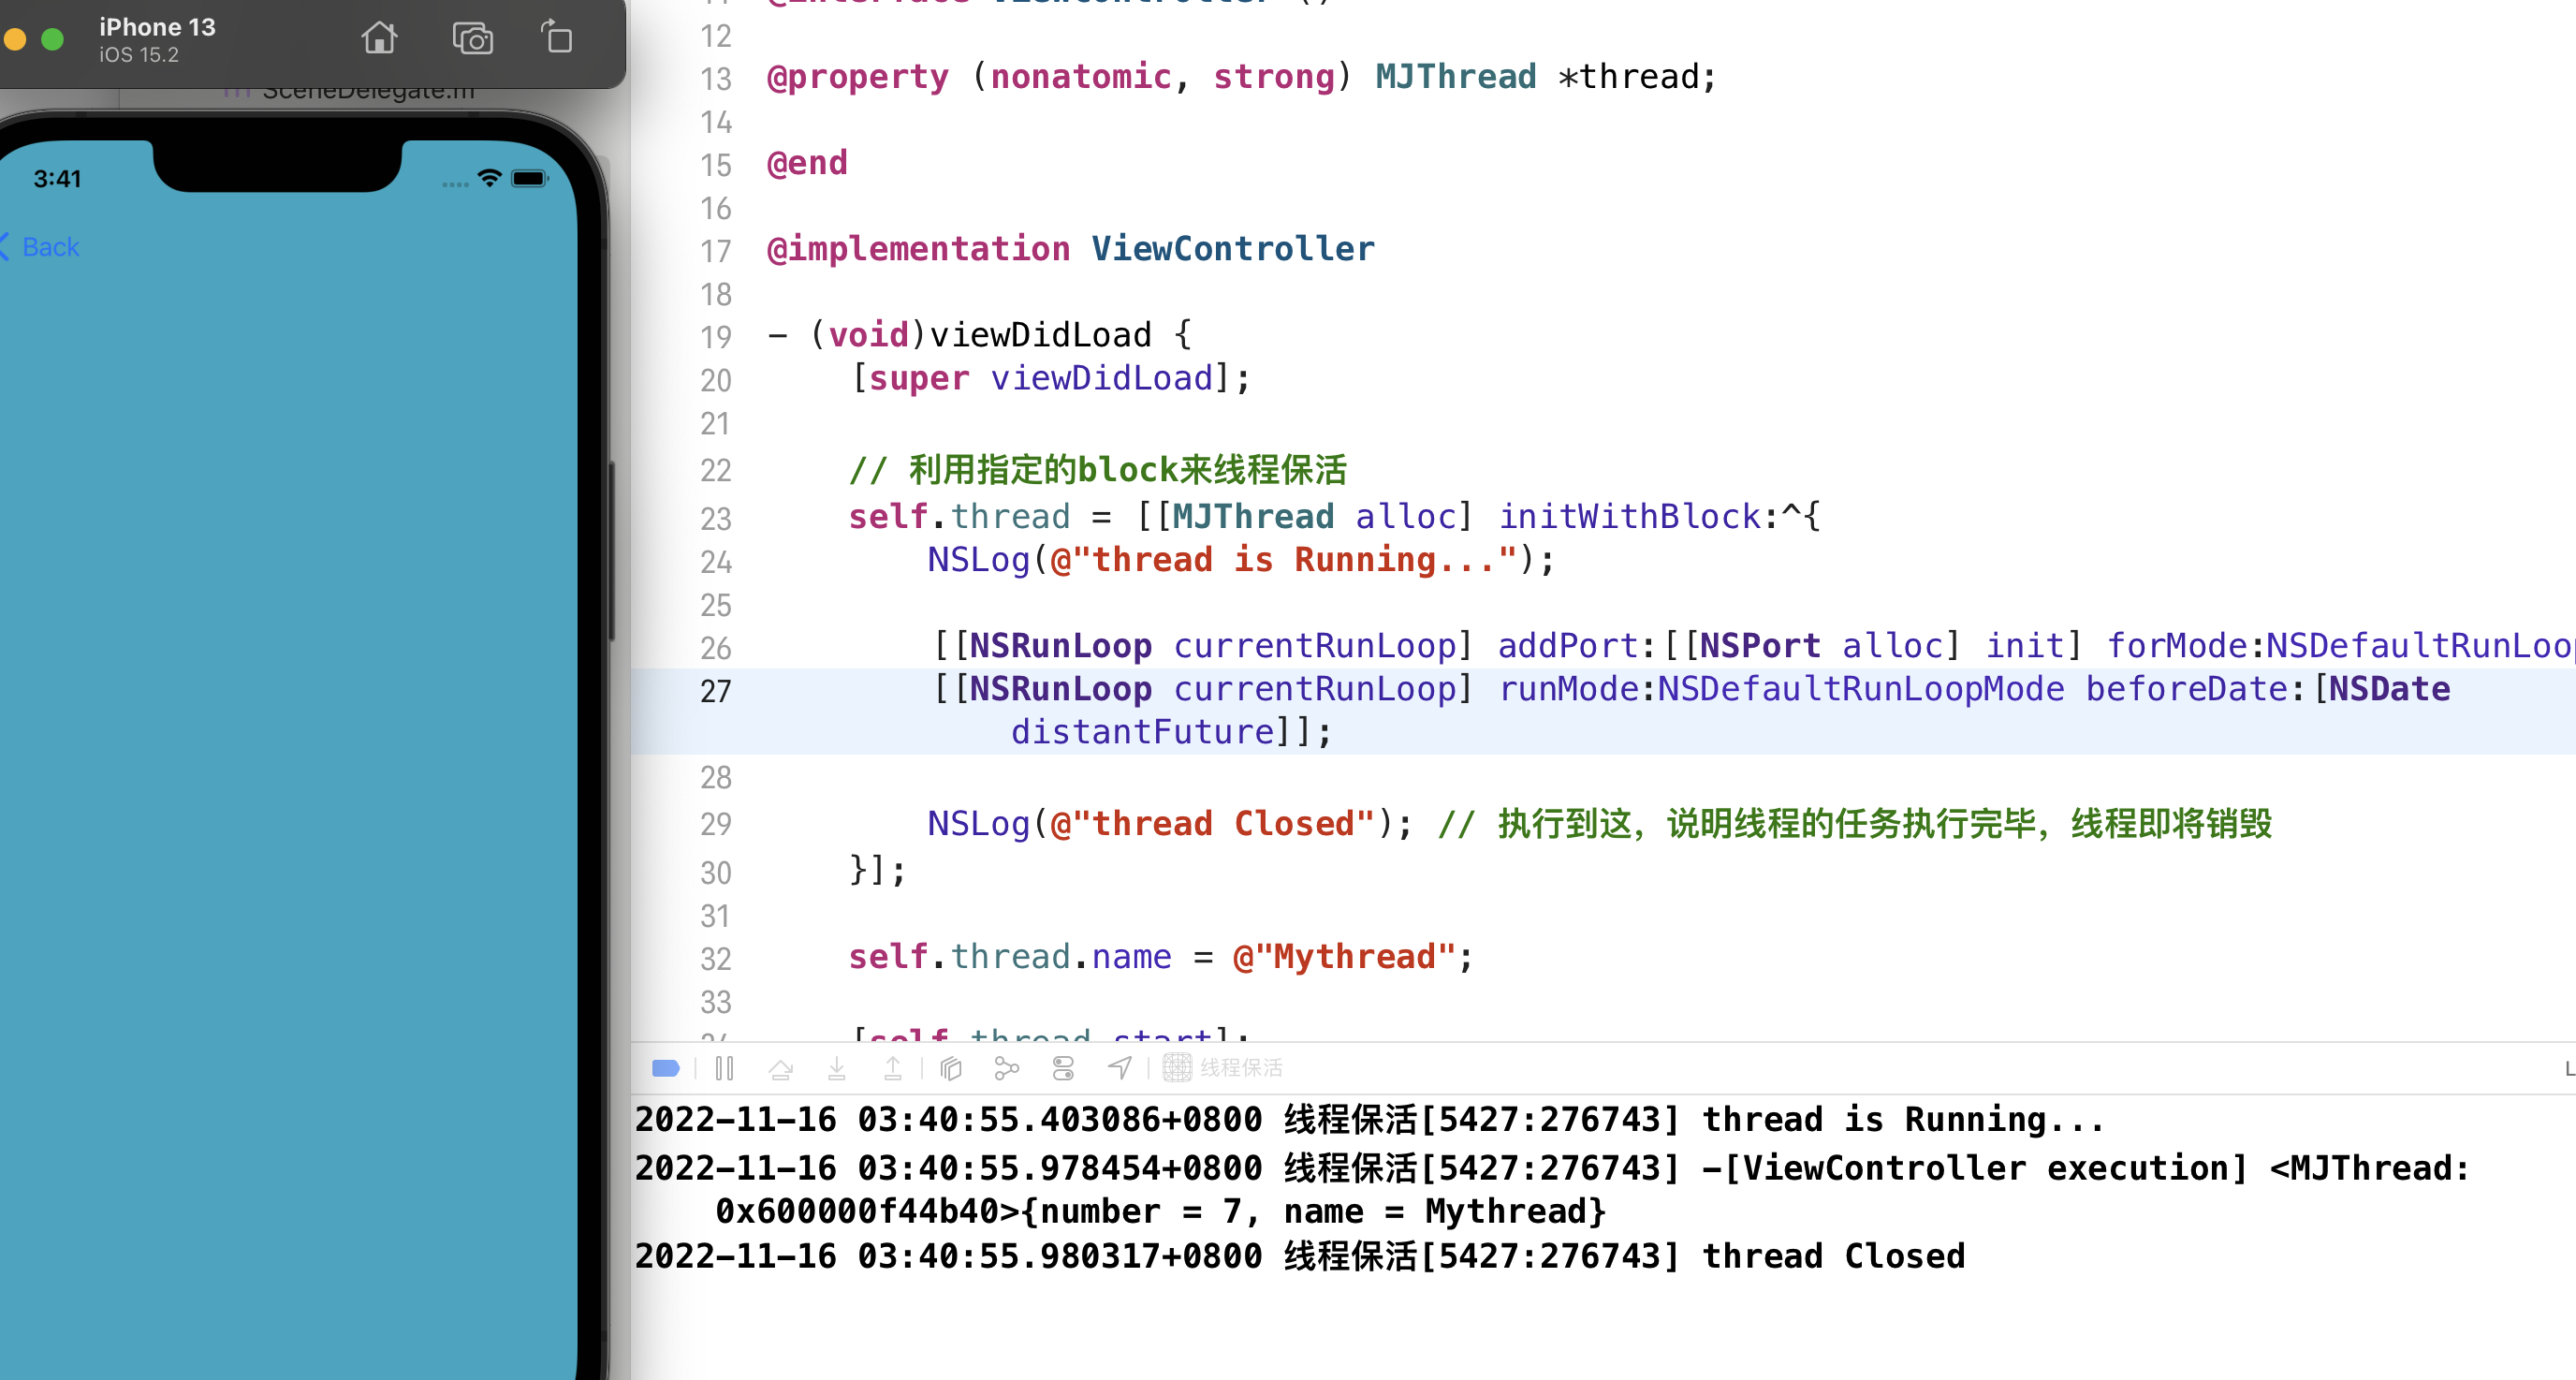 iPhone 13
iOS 15.2
SceneDelegate.m
3:41
Back
12
13 @property (nonatomic, strong) MJThread *thread;
14
15 @end
16
17 @implementation ViewController
18
19 - (void)viewDidLoad {
20 [super viewDidLoad];
21
22 // 利用指定的block来线程保活
23 self.thread = [[MJThread alloc] initWithBlock:^{
24 NSLog(@"thread is Running...");
25
26 [[NSRunLoop currentRunLoop] addPort:[[NSPort alloc] init] forMode:NSDefaultRunLoo
27 [[NSRunLoop currentRunLoop] runMode:NSDefaultRunLoopMode beforeDate:[NSDate
distantFuture]];
28
29 NSLog(@"thread Closed"); // 执行到这，说明线程的任务执行完毕，线程即将销毁
30 }];
31
32 self.thread.name = @"Mythread";
33
[self.thread start];
线程保活
2022-11-16 03:40:55.403086+0800 线程保活[5427:276743] thread is Running...
2022-11-16 03:40:55.978454+0800 线程保活[5427:276743] -[ViewController execution] <MJThread:
0x600000f44b40>{number = 7, name = Mythread}
2022-11-16 03:40:55.980317+0800 线程保活[5427:276743] thread Closed